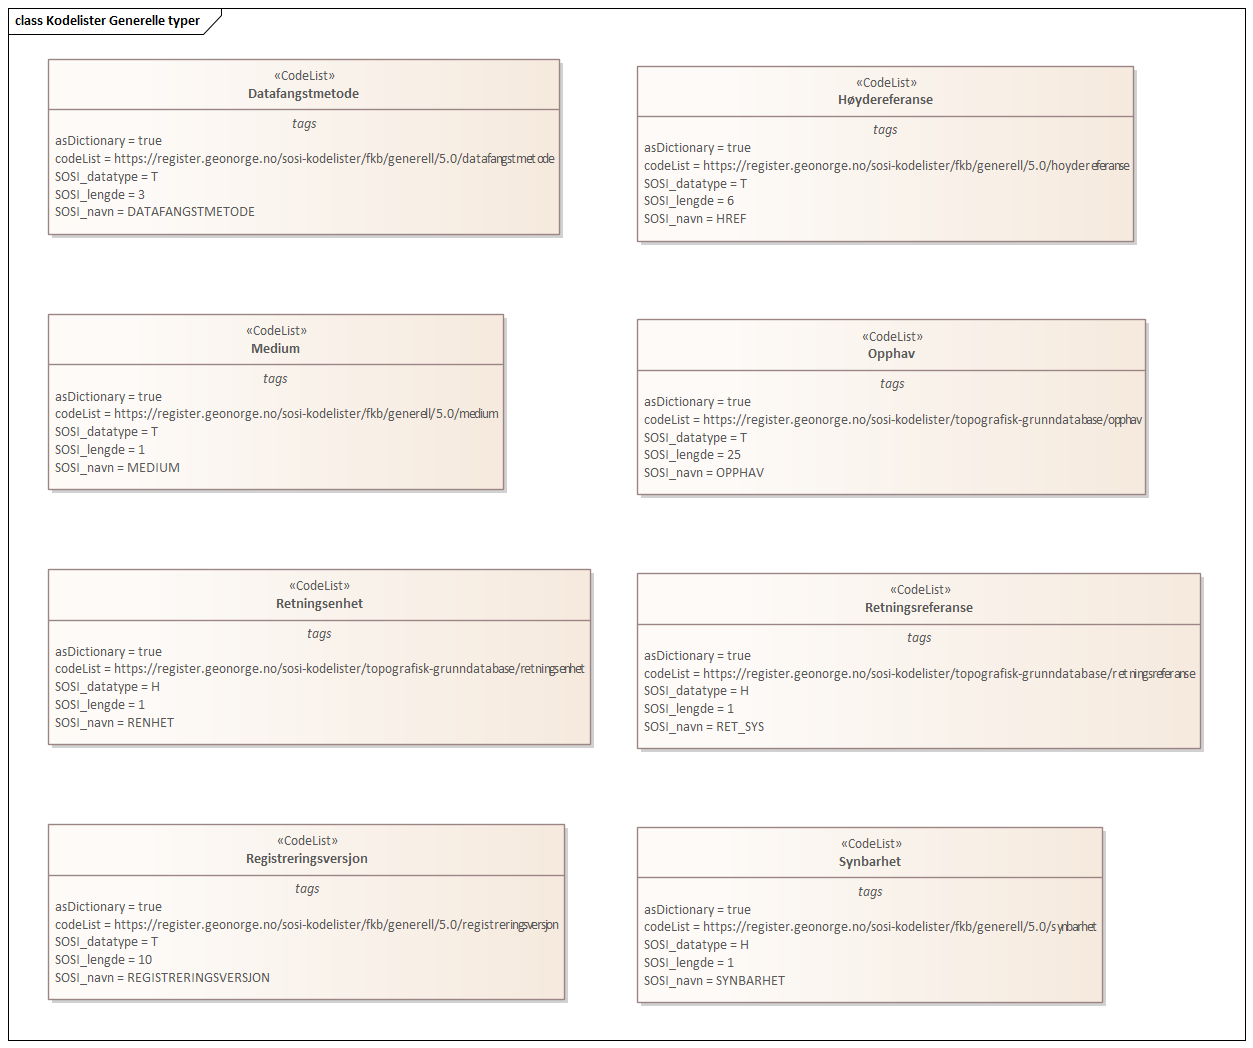 class Kodelister Generelle typer
«CodeList»
Datafangstmetode
tags
asDictionary = true
codeList = https://register.geonorge.no/sosi-kodelister/fkb/generell/5.0/datafangstmetode
SOSI_datatype = T
SOSI_lengde = 3
SOSI_navn = DATAFANGSTMETODE
«CodeList»
Høydereferanse
tags
asDictionary = true
codeList = https://register.geonorge.no/sosi-kodelister/fkb/generell/5.0/hoydereferanse
SOSI_datatype = T
SOSI_lengde = 6
SOSI_navn = HREF
«CodeList»
Medium
tags
asDictionary = true
codeList = https://register.geonorge.no/sosi-kodelister/fkb/generell/5.0/medium
SOSI_datatype = T
SOSI_lengde = 1
SOSI_navn = MEDIUM
«CodeList»
Opphav
tags
asDictionary = true
codeList = https://register.geonorge.no/sosi-kodelister/topografisk-grunndatabase/opphav
SOSI_datatype = T
SOSI_lengde = 25
SOSI_navn = OPPHAV
«CodeList»
Retningsenhet
tags
asDictionary = true
codeList = https://register.geonorge.no/sosi-kodelister/topografisk-grunndatabase/retningsenhet
SOSI_datatype = H
SOSI_lengde = 1
SOSI_navn = RENHET
«CodeList»
Retningsreferanse
tags
asDictionary = true
codeList = https://register.geonorge.no/sosi-kodelister/topografisk-grunndatabase/retningsreferanse
SOSI_datatype = H
SOSI_lengde = 1
SOSI_navn = RET_SYS
«CodeList»
Registreringsversjon
tags
asDictionary = true
codeList = https://register.geonorge.no/sosi-kodelister/fkb/generell/5.0/registreringsversjon
SOSI_datatype = T
SOSI_lengde = 10
SOSI_navn = REGISTRERINGSVERSJON
«CodeList»
Synbarhet
tags
asDictionary = true
codeList = https://register.geonorge.no/sosi-kodelister/fkb/generell/5.0/synbarhet
SOSI_datatype = H
SOSI_lengde = 1
SOSI_navn = SYNBARHET